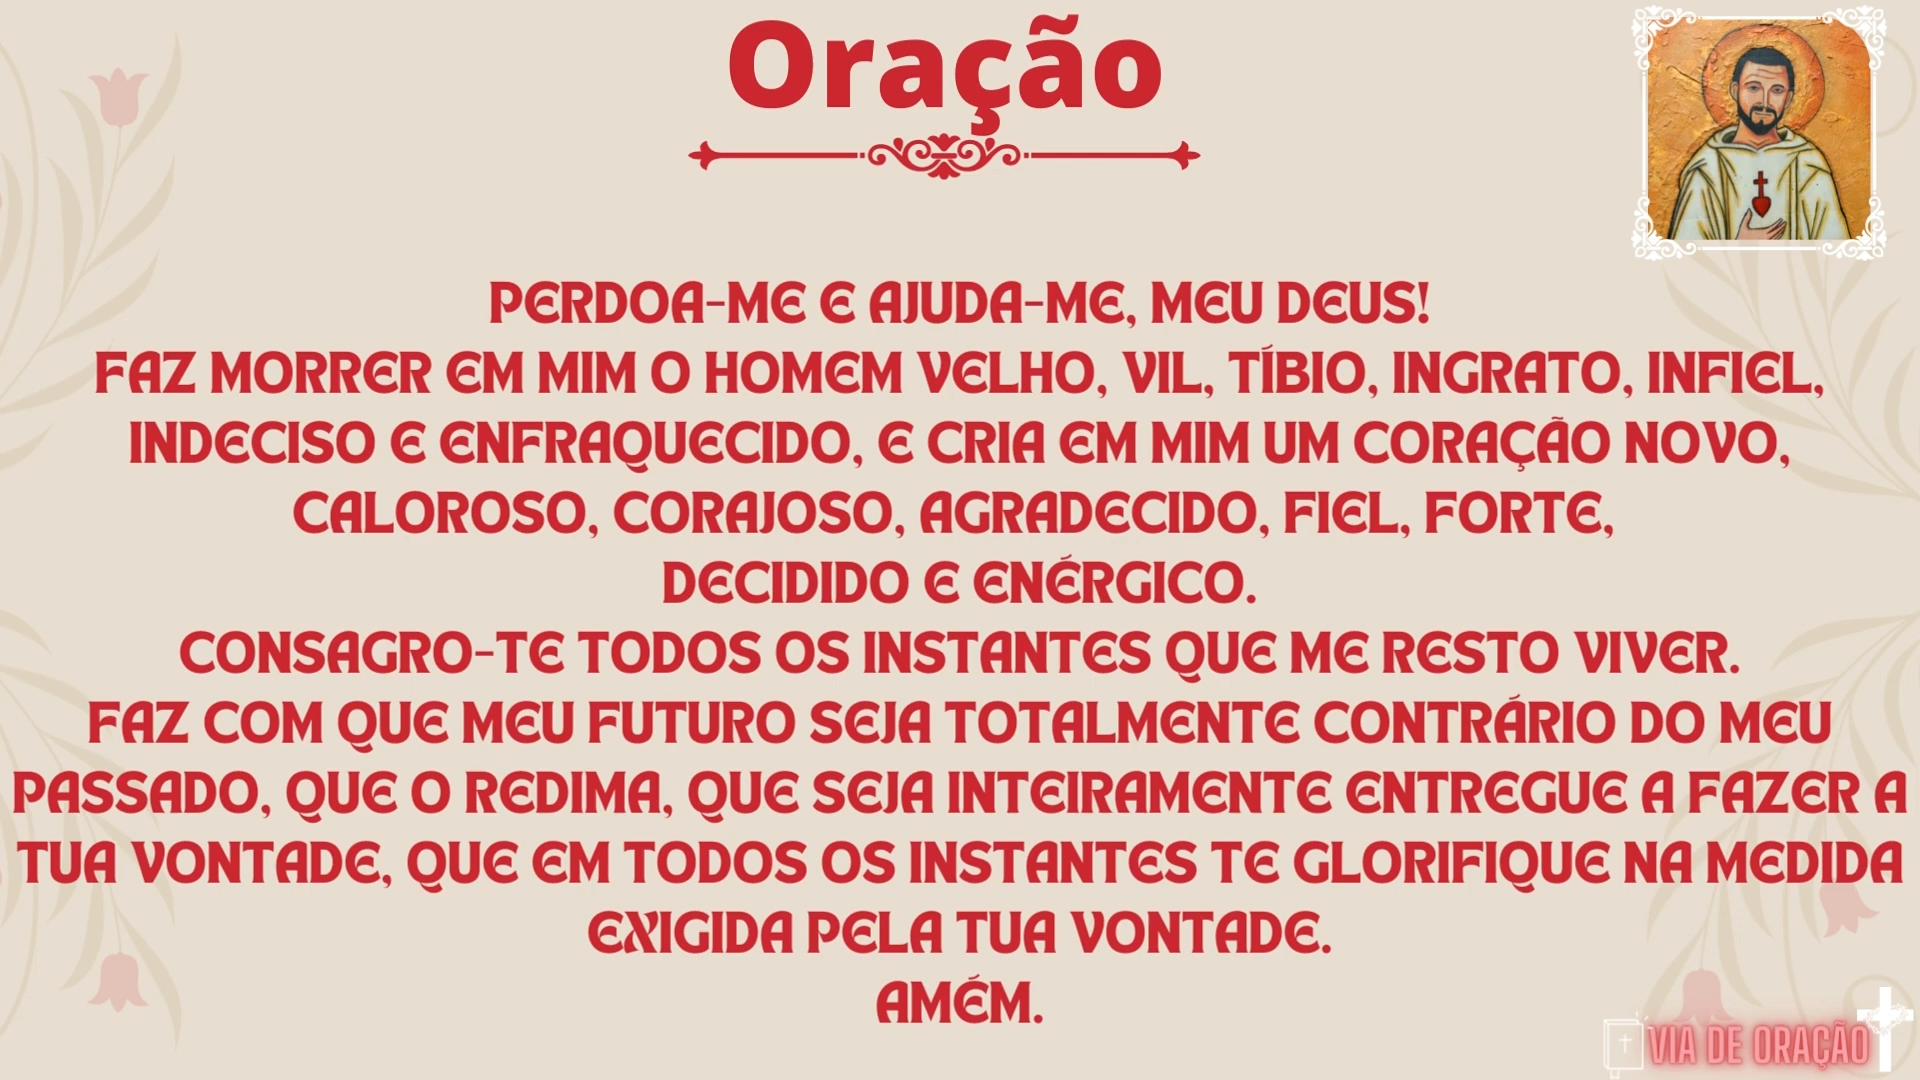 Oração
PERDOA-ME E AJUDA-ME, MEU DEUS!
FAZ MORRER EM MIM O HOMEM VELHO, VIL, TÍBIO, INGRATO, INFIEL,
INDECISO E ENFRAQUECIDO, E CRIA EM MIM UM CORAÇÃO NOVO,
CALOROSO, CORAJOSO, AGRADECIDO, FIEL, FORTE,
DECIDIDO E ENÉRGICO.
CONSAGRO-TE TODOS OS INSTANTES QUE ME RESTO VIVER.
FAZ COM QUE MEU FUTURO SEJA TOTALMENTE CONTRÁRIO DO MEU
PASSADO, QUE O REDIMA, QUE SEJA INTEIRAMENTE ENTREGUE A FAZER A
TUA VONTADE, QUE EM TODOS OS INSTANTES TE GLORIFIQUE NA MEDIDA
EXIGIDA PELA TUA VONTADE.
AMÉM.
VIA DE ORAÇÃO